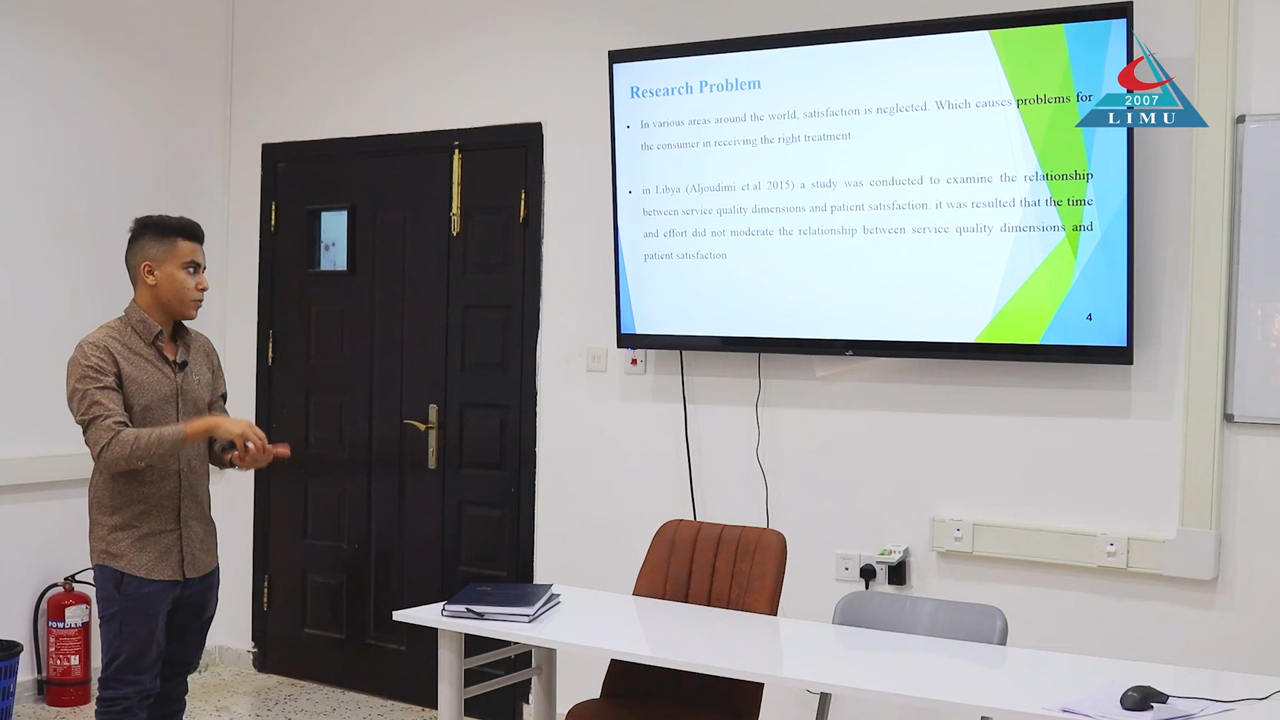 Research Problem
In various areas around the world, satisfaction is neglected. Which causes problems for
the consumer in receiving the right treatment
in Libya (Aljoudimi et.al 2015) a study was conducted to examine the relationship
between service quality dimensions and patient satisfaction. it was resulted that the time
and effort did not moderate the relationship between service quality dimensions and
patient satisfaction
4
2007
LIMU
POWDER